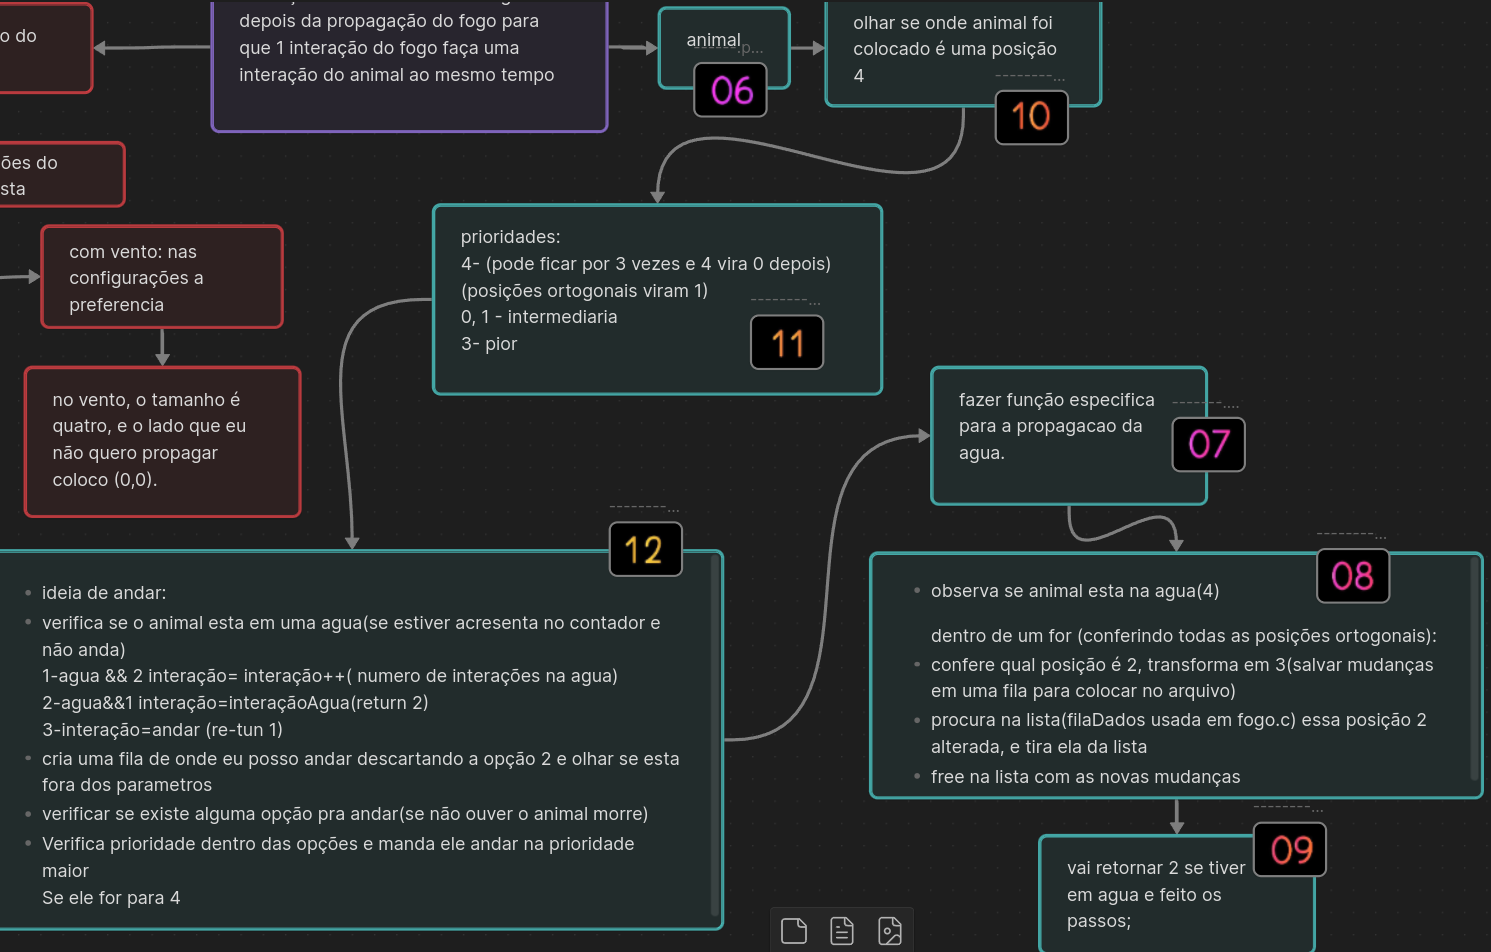 o do
depois da propagação do fogo para
que 1 interação do fogo faça uma
interação do animal ao mesmo tempo
animal
--------.p...
06
olhar se onde animal foi
colocado é uma posição
4
--------...
10
ões do
sta
com vento: nas
configurações a
preferencia
no vento, o tamanho é
quatro, e o lado que eu
não quero propagar
coloco (0,0).
prioridades:
4- (pode ficar por 3 vezes e 4 vira 0 depois)
(posições ortogonais viram 1)
0, 1 - intermediaria
3- pior
--------...
11
fazer função especifica
para a propagacao da
agua.
--------....
07
--------...
12
ideia de andar:
verifica se o animal esta em uma agua(se estiver acresenta no contador e
não anda)
1-agua && 2 interação= interação++( numero de interações na agua)
2-agua&&1 interação=interaçãoAgua(return 2)
3-interação=andar (re-tun 1)
cria uma fila de onde eu posso andar descartando a opção 2 e olhar se esta
fora dos parametros
verificar se existe alguma opção pra andar(se não ouver o animal morre)
Verifica prioridade dentro das opções e manda ele andar na prioridade
maior
Se ele for para 4
--------...
08
observa se animal esta na agua(4)
dentro de um for (conferindo todas as posições ortogonais):
confere qual posição é 2, transforma em 3(salvar mudanças
em uma fila para colocar no arquivo)
procura na lista(filaDados usada em fogo.c) essa posição 2
alterada, e tira ela da lista
free na lista com as novas mudanças
--------...
09
vai retornar 2 se tiver
em agua e feito os
passos;